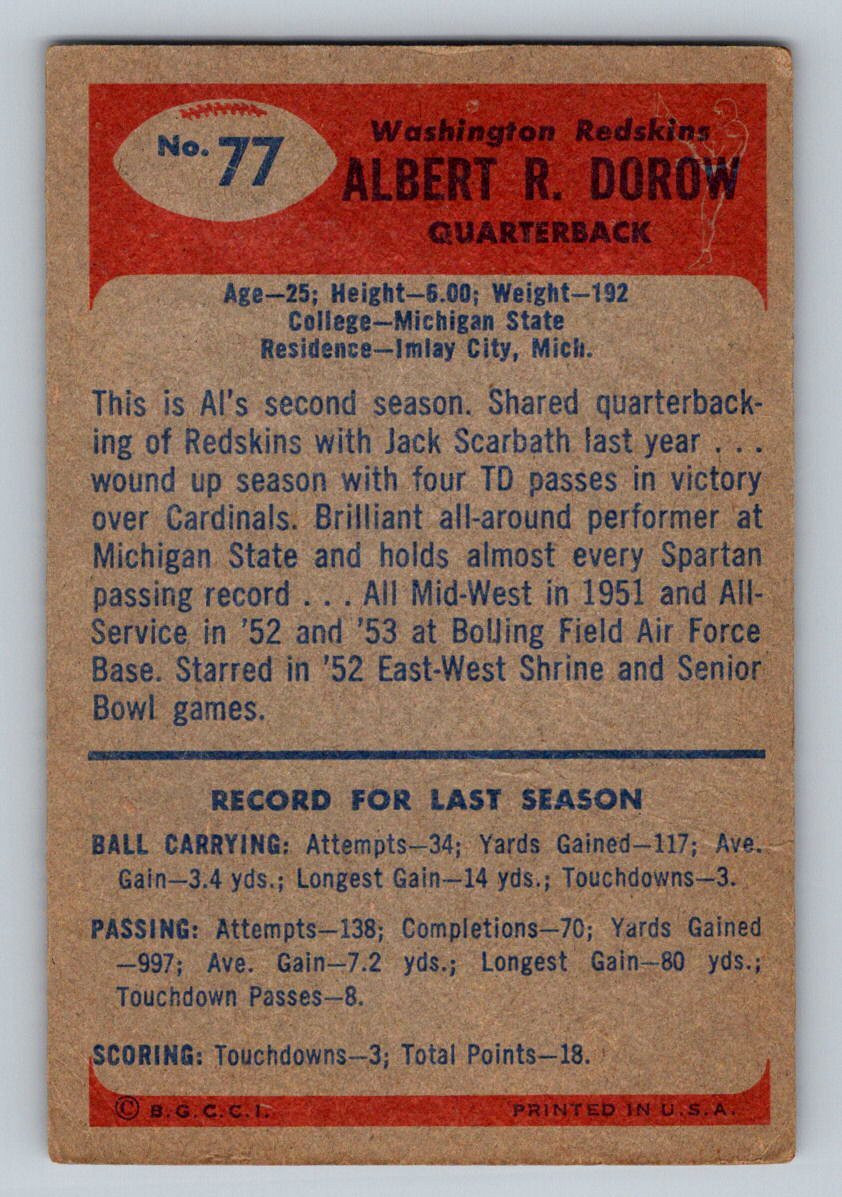 No. 77
Washington Redskins
ALBERT R. DOROW
QUARTERBACK
Age—25; Height—6.00; Weight—192
College—Michigan State
Residence—Imlay City, Mich.
This is Al's second season. Shared quarterback-
ing of Redskins with Jack Scarbath last year . . .
wound up season with four TD passes in victory
over Cardinals. Brilliant all-around performer at
Michigan State and holds almost every Spartan
passing record . . . All Mid-West in 1951 and All-
Service in '52 and '53 at Bolling Field Air Force
Base. Starred in '52 East-West Shrine and Senior
Bowl games.
RECORD FOR LAST SEASON
BALL CARRYING: Attempts—34; Yards Gained—117; Ave.
Gain—3.4 yds.; Longest Gain—14 yds.; Touchdowns—3.
PASSING: Attempts—138; Completions—70; Yards Gained
—997; Ave. Gain—7.2 yds.; Longest Gain—80 yds.;
Touchdown Passes—8.
SCORING: Touchdowns—3; Total Points—18.
© B.G.C.C.I. PRINTED IN U.S.A.